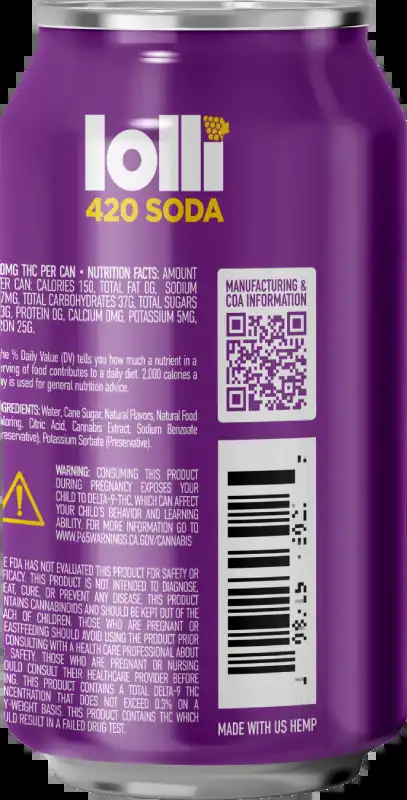 lolli
420 SODA
0MG THC PER CAN • NUTRITION FACTS: AMOUNT
ER CAN: CALORIES 150, TOTAL FAT 0G, SODIUM
7MG, TOTAL CARBOHYDRATES 37G, TOTAL SUGARS
3G, PROTEIN 0G, CALCIUM 0MG, POTASSIUM 5MG,
RON 25G.
he % Daily Value (DV) tells you how much a nutrient in a
erving of food contributes to a daily diet. 2,000 calories a
y is used for general nutrition advice.
GREDIENTS: Water, Cane Sugar, Natural Flavors, Natural Food
loring, Citric Acid, Cannabis Extract, Sodium Benzoate
reservative), Potassium Sorbate (Preservative).
WARNING: CONSUMING THIS PRODUCT
DURING PREGNANCY EXPOSES YOUR
CHILD TO DELTA-9-THC, WHICH CAN AFFECT
YOUR CHILD'S BEHAVIOR AND LEARNING
ABILITY. FOR MORE INFORMATION GO TO
WWW.P65WARNINGS.CA.GOV/CANNABIS
E FDA HAS NOT EVALUATED THIS PRODUCT FOR SAFETY OR
FICACY. THIS PRODUCT IS NOT INTENDED TO DIAGNOSE,
EAT, CURE, OR PREVENT ANY DISEASE. THIS PRODUCT
NTAINS CANNABINOIDS AND SHOULD BE KEPT OUT OF THE
ACH OF CHILDREN. THOSE WHO ARE PREGNANT OR
EASTFEEDING SHOULD AVOID USING THE PRODUCT PRIOR
CONSULTING WITH A HEALTH CARE PROFESSIONAL ABOUT
SAFETY. THOSE WHO ARE PREGNANT OR NURSING
OULD CONSULT THEIR HEALTHCARE PROVIDER BEFORE
ING. THIS PRODUCT CONTAINS A TOTAL DELTA-9 THC
NCENTRATION THAT DOES NOT EXCEED 0.3% ON A
Y-WEIGHT BASIS. THIS PRODUCT CONTAINS THC WHICH
ULD RESULT IN A FAILED DRUG TEST.
MANUFACTURING &
COA INFORMATION
MADE WITH US HEMP